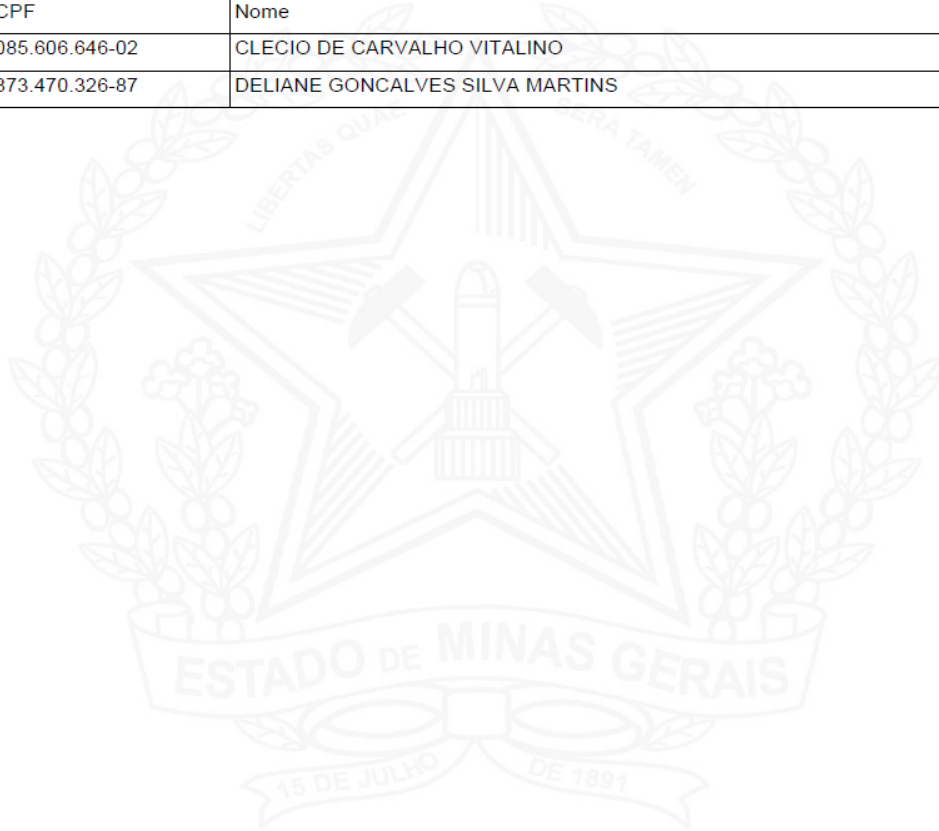 CPF Nome
085.606.646-02 CLECIO DE CARVALHO VITALINO
873.470.326-87 DELIANE GONCALVES SILVA MARTINS
LIBERTAS QUAE SERA TAMEN
ESTADO DE MINAS GERAIS
15 DE JULHO DE 1891